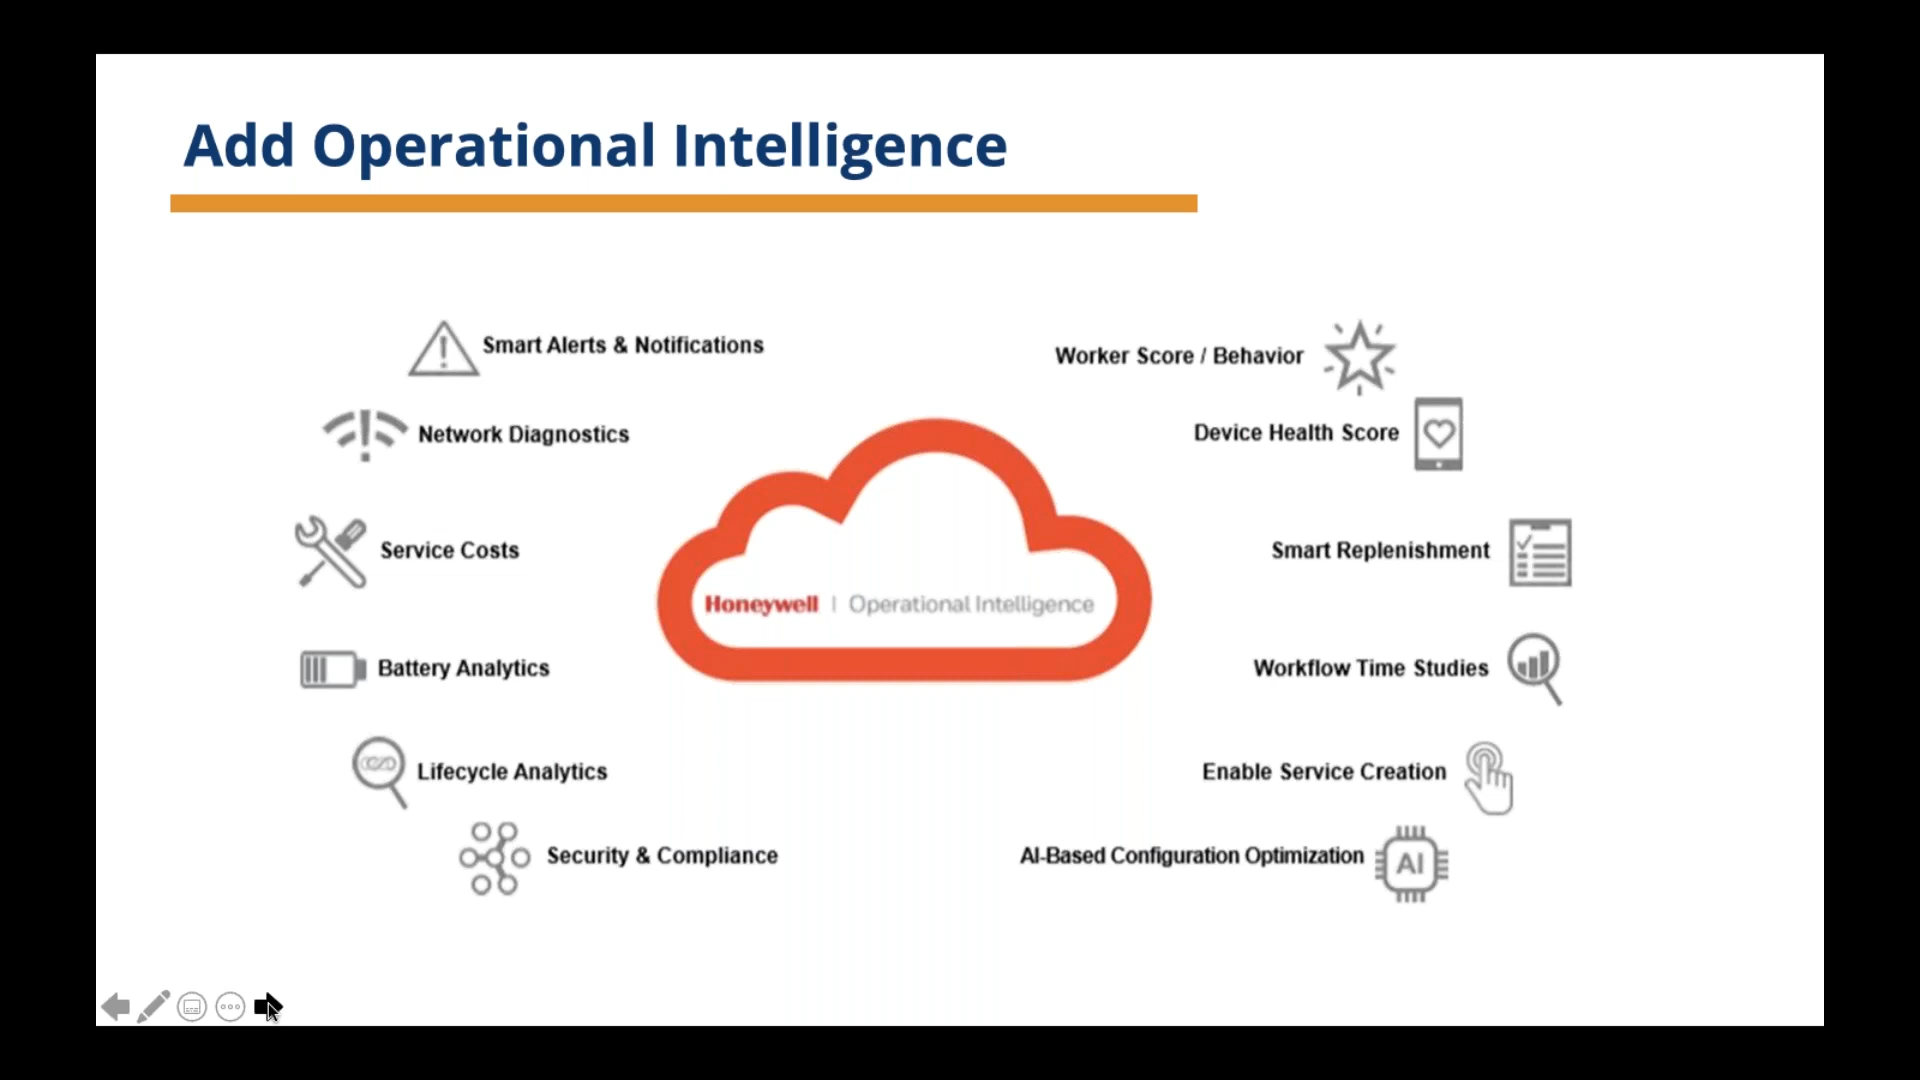 Add Operational Intelligence
Smart Alerts & Notifications
Network Diagnostics
Service Costs
Battery Analytics
Lifecycle Analytics
Security & Compliance
Honeywell | Operational Intelligence
Worker Score / Behavior
Device Health Score
Smart Replenishment
Workflow Time Studies
Enable Service Creation
AI-Based Configuration Optimization
AI